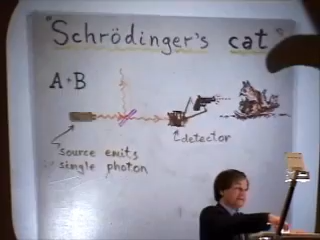 "Schrödinger's cat"
A+B
detector
source emits
single photon